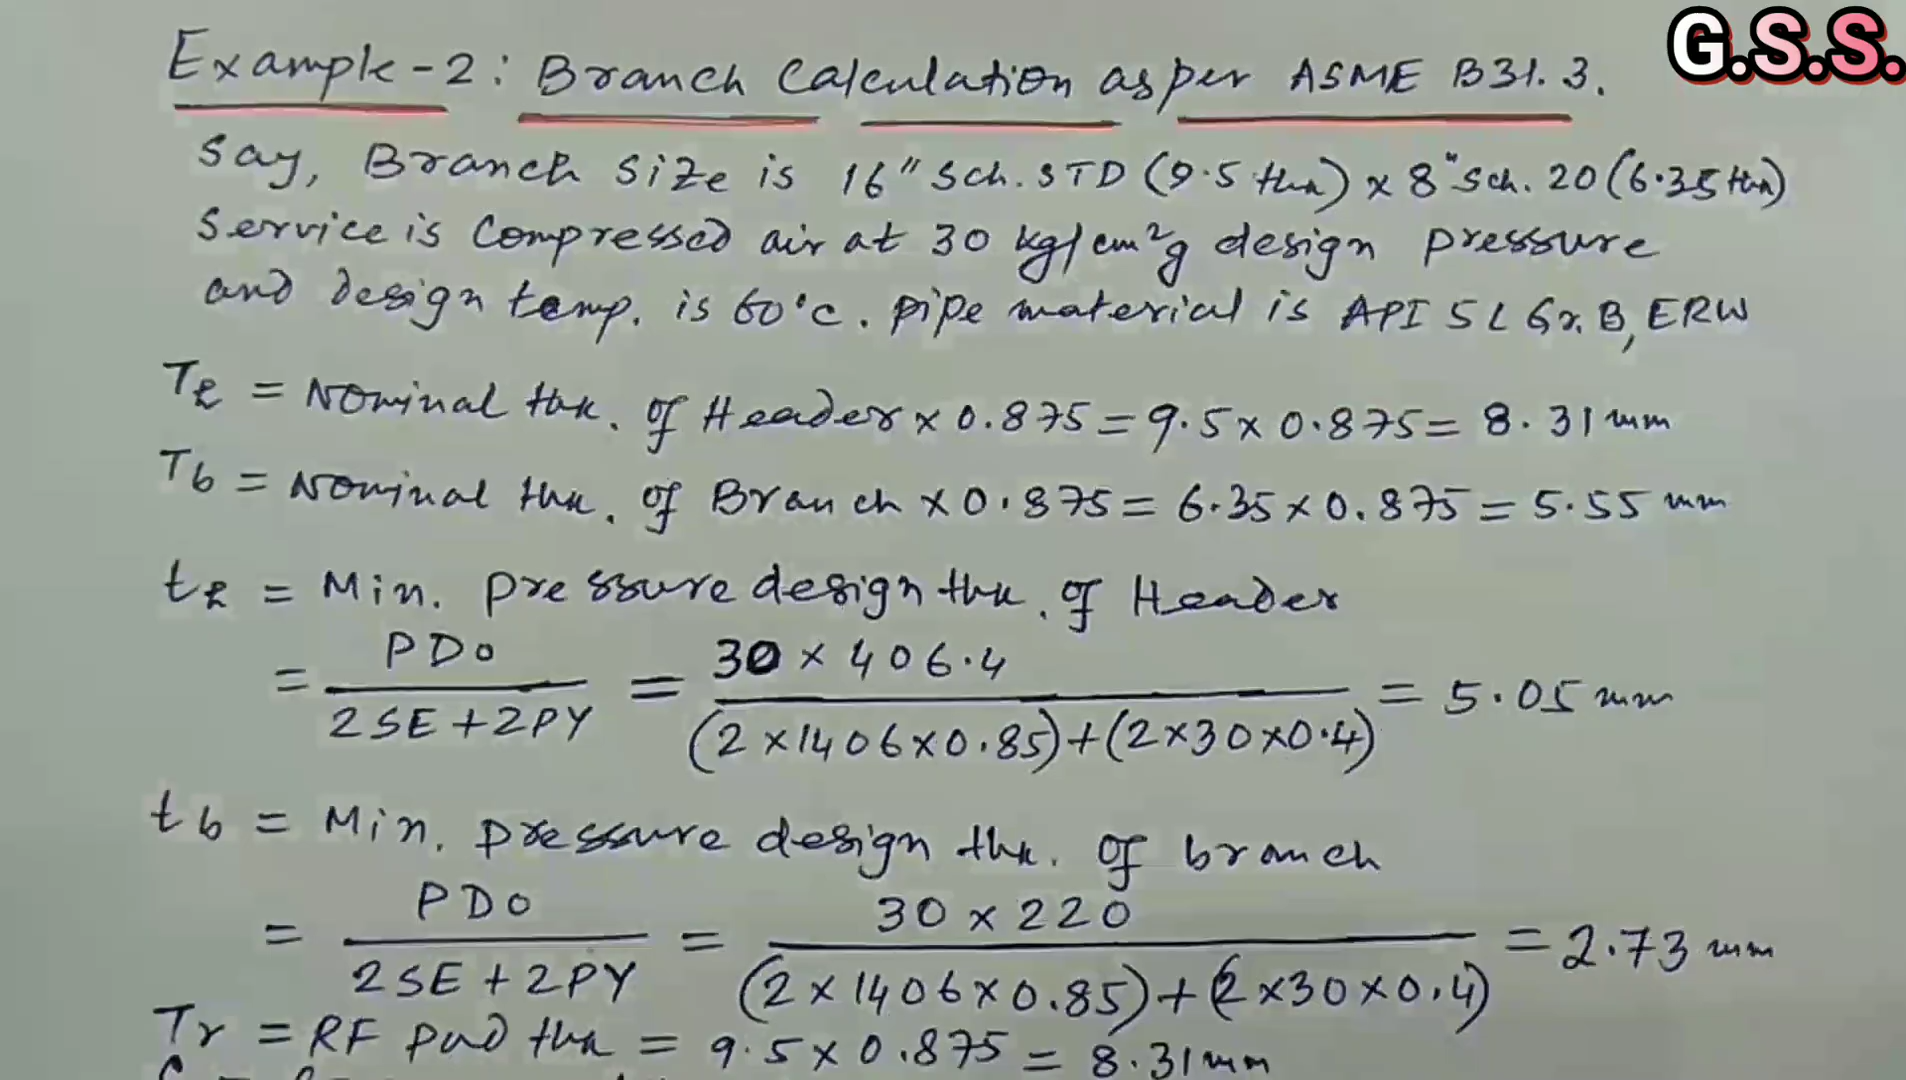 G.S.S.
Example-2: Branch Calculation as per ASME B31.3.
Say, Branch size is 16" Sch. STD (9.5 thk) x 8" Sch. 20 (6.35 thk)
Service is Compressed air at 30 kg/cm²g design pressure
and design temp. is 60°c. pipe material is API 5L Gr. B, ERW
Th = Nominal thk. of Header x 0.875 = 9.5 x 0.875 = 8.31 mm
Tb = Nominal thk. of Branch x 0.875 = 6.35 x 0.875 = 5.55 mm
th = Min. pressure design thk. of Header
= PDo / 2SE + 2PY = 30 x 406.4 / (2 x 1406 x 0.85) + (2 x 30 x 0.4) = 5.05 mm
tb = Min. pressure design thk. of branch
= PDo / 2SE + 2PY = 30 x 220 / (2 x 1406 x 0.85) + (2 x 30 x 0.4) = 2.73 mm
Tr = RF pad thk = 9.5 x 0.875 = 8.31 mm